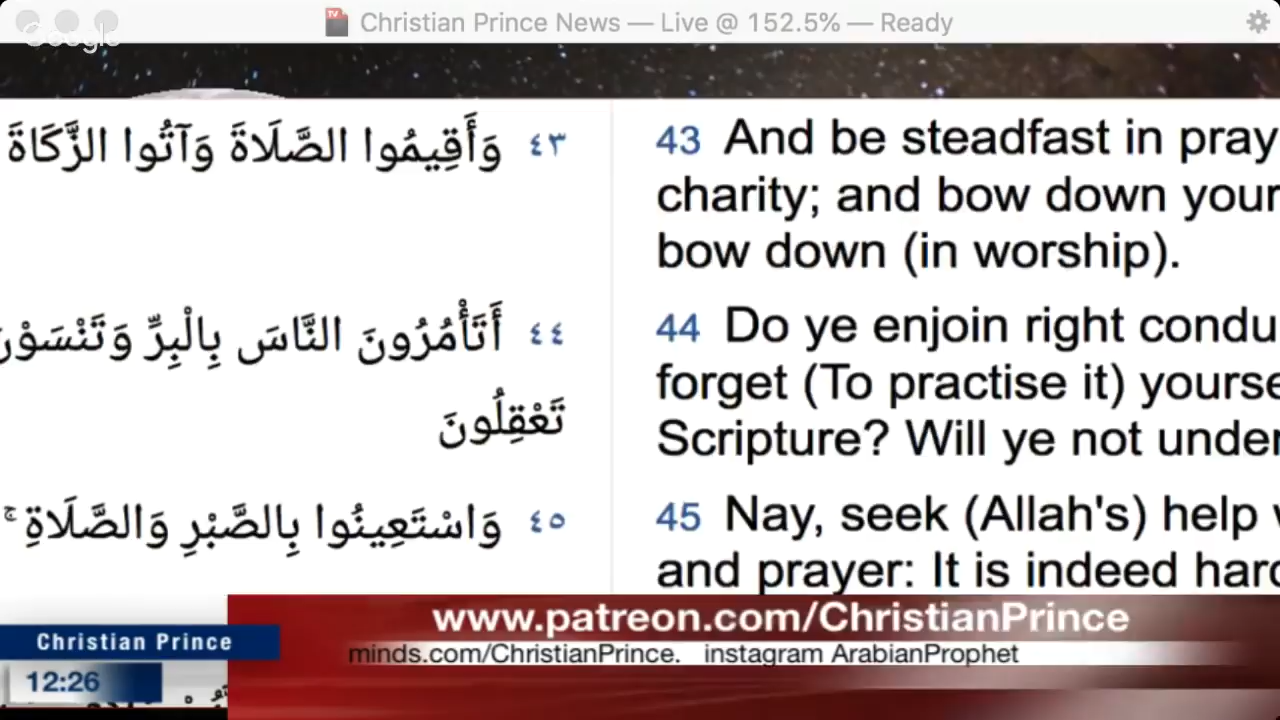 Christian Prince News — Live @ 152.5% — Ready
Google
وَأَقِيمُوا الصَّلَاةَ وَآتُوا الزَّكَاةَ ٤٣
أَتَأْمُرُونَ النَّاسَ بِالْبِرِّ وَتَنْسَوْنَ ٤٤
تَعْقِلُونَ
وَاسْتَعِينُوا بِالصَّبْرِ وَالصَّلَاةِ ۚ ٤٥
43 And be steadfast in pray
charity; and bow down your
bow down (in worship).
44 Do ye enjoin right condu
forget (To practise it) yourse
Scripture? Will ye not under
45 Nay, seek (Allah's) help
and prayer: It is indeed hard
www.patreon.com/ChristianPrince
Christian Prince
minds.com/ChristianPrince. instagram ArabianProphet
12:26